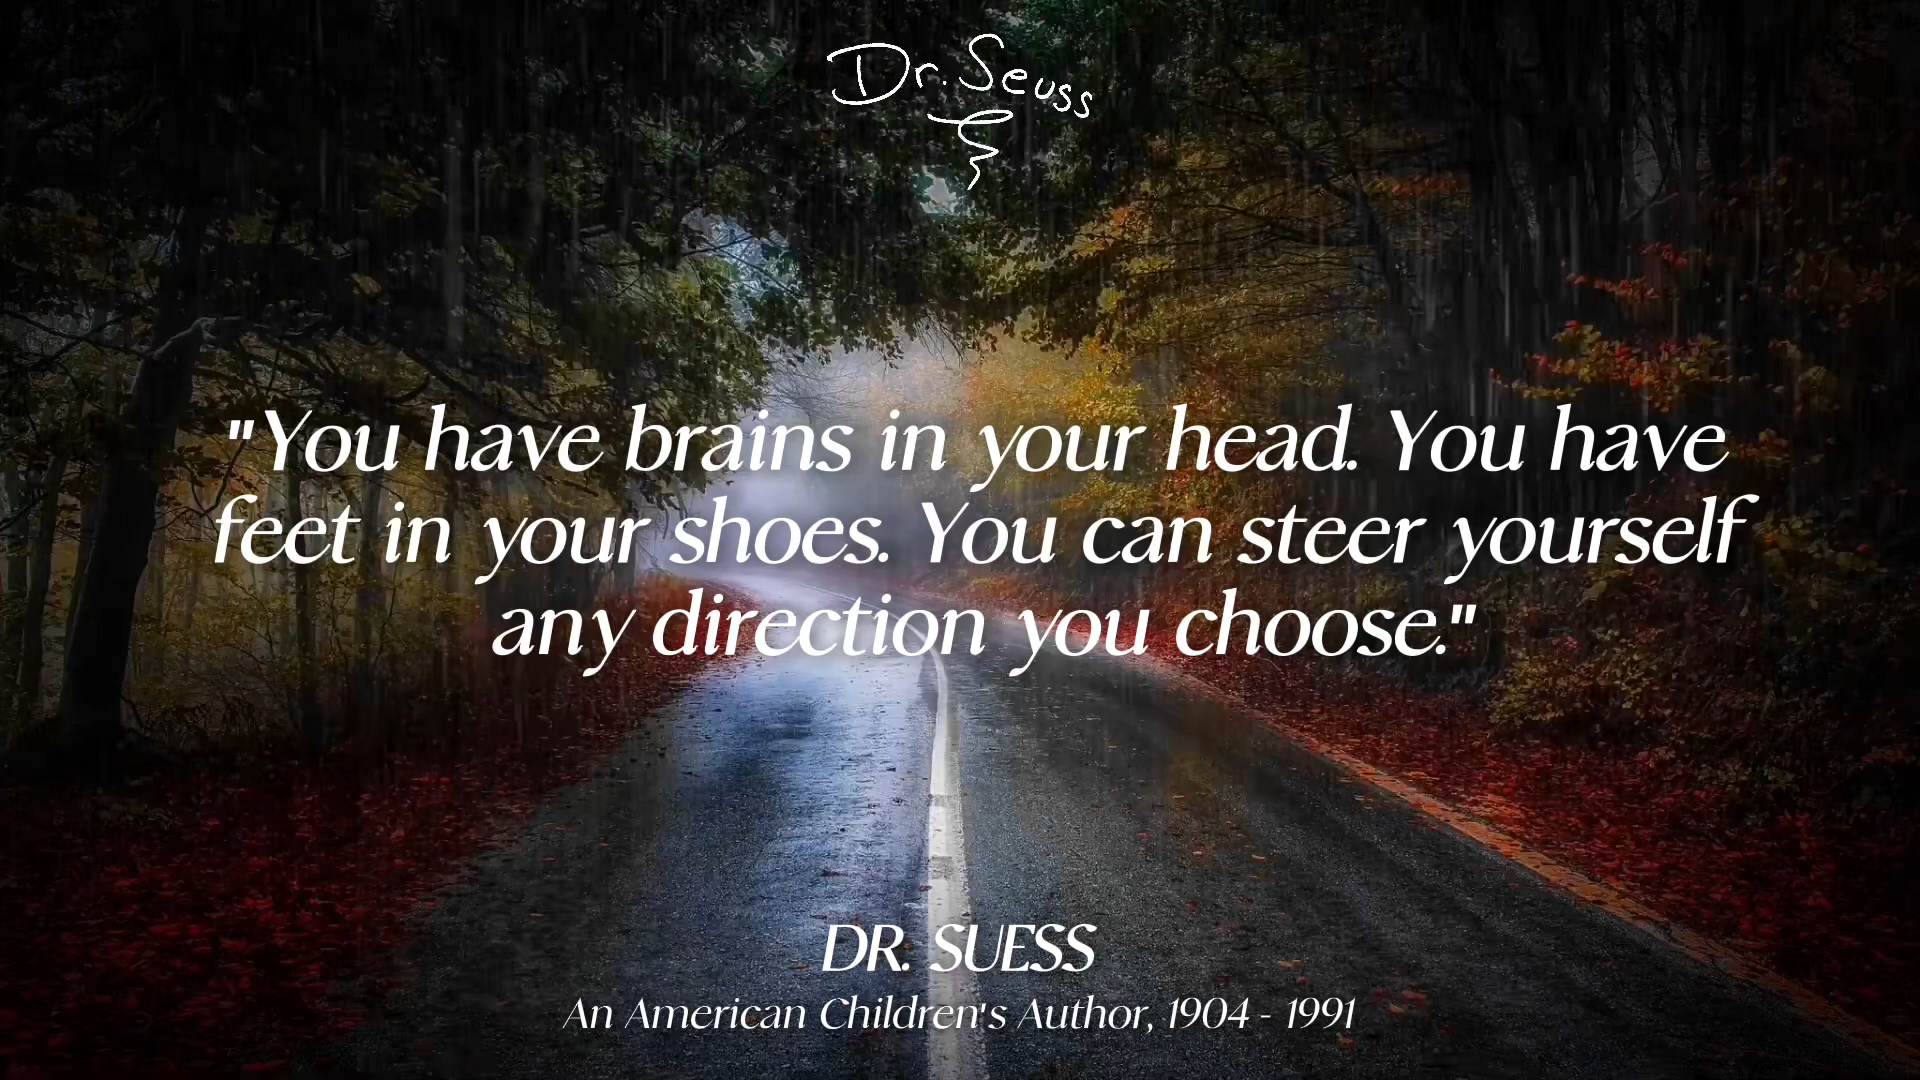 Dr. Seuss
"You have brains in your head. You have
feet in your shoes. You can steer yourself
any direction you choose."
DR. SUESS
An American Children's Author, 1904 - 1991